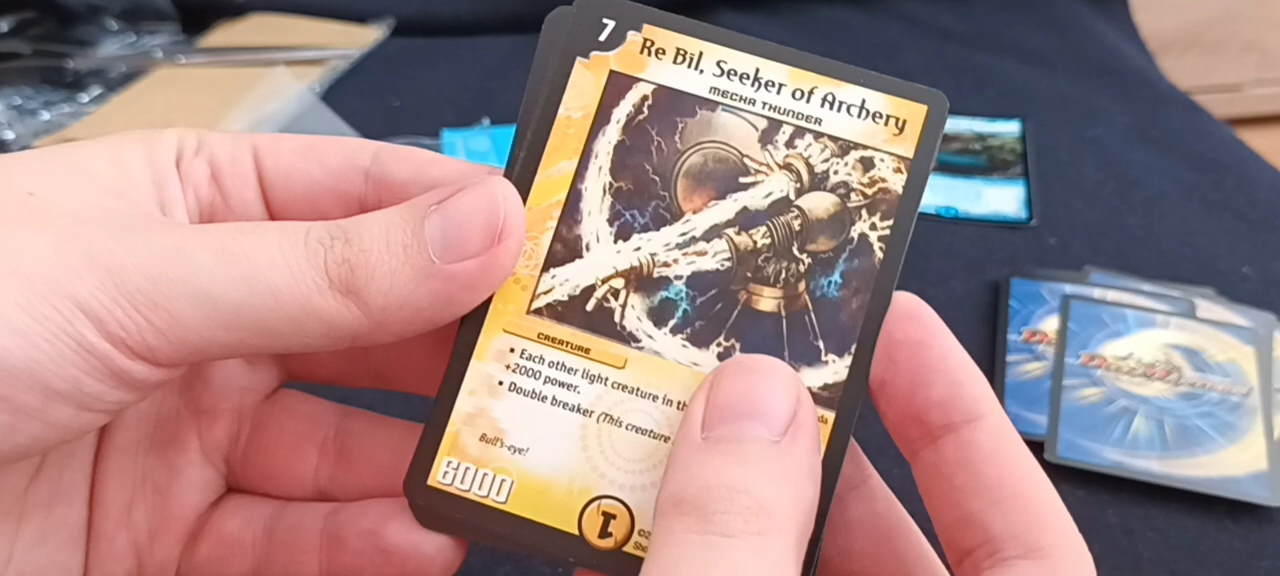 7
Re Bil, Seeker of Archery
MECHA THUNDER
CREATURE
▪ Each other light creature in th
+2000 power.
▪ Double breaker (This creature
Bull's-eye!
6000
1